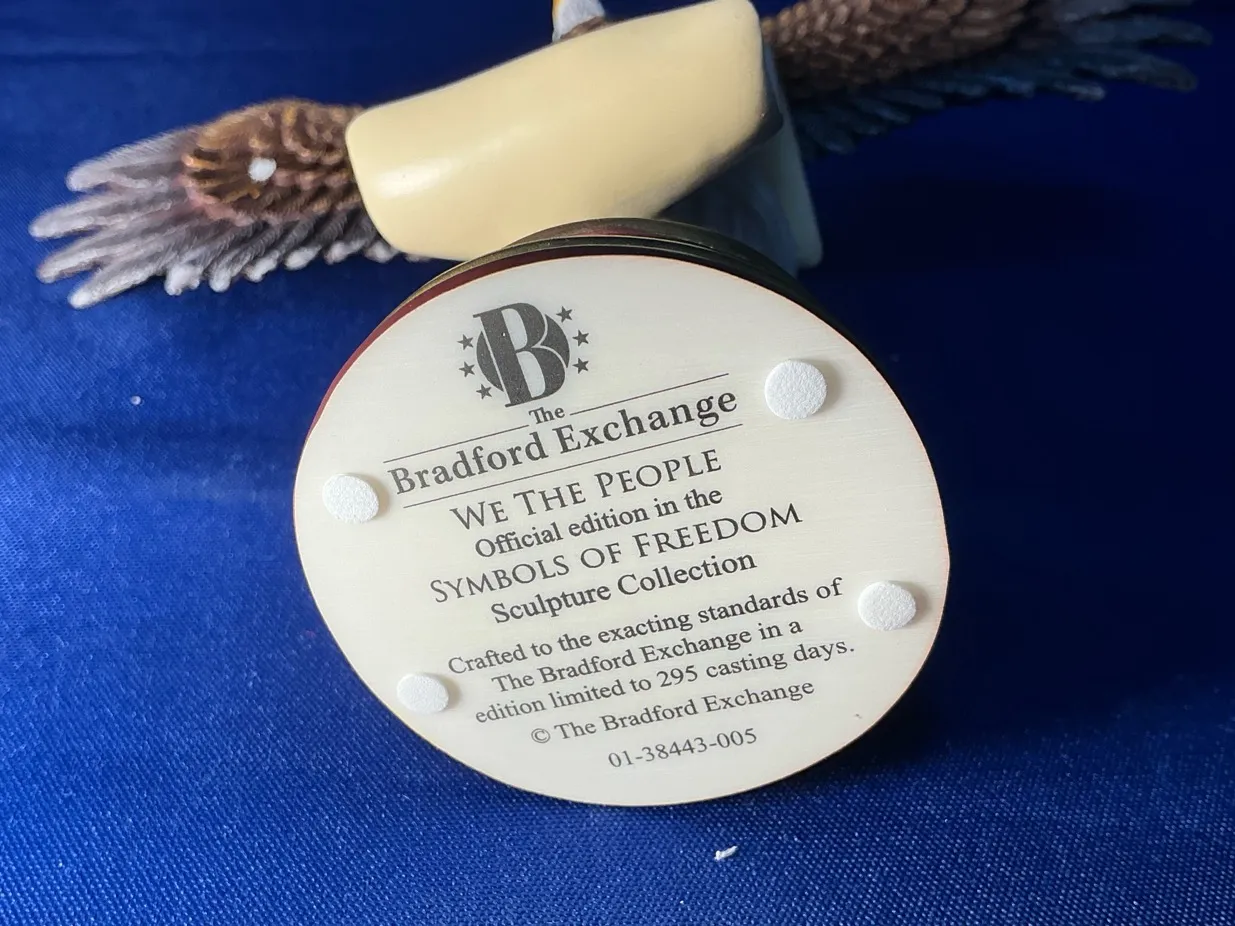 B
The
Bradford Exchange
WE THE PEOPLE
Official edition in the
SYMBOLS OF FREEDOM
Sculpture Collection
Crafted to the exacting standards of
The Bradford Exchange in a
edition limited to 295 casting days.
© The Bradford Exchange
01-38443-005